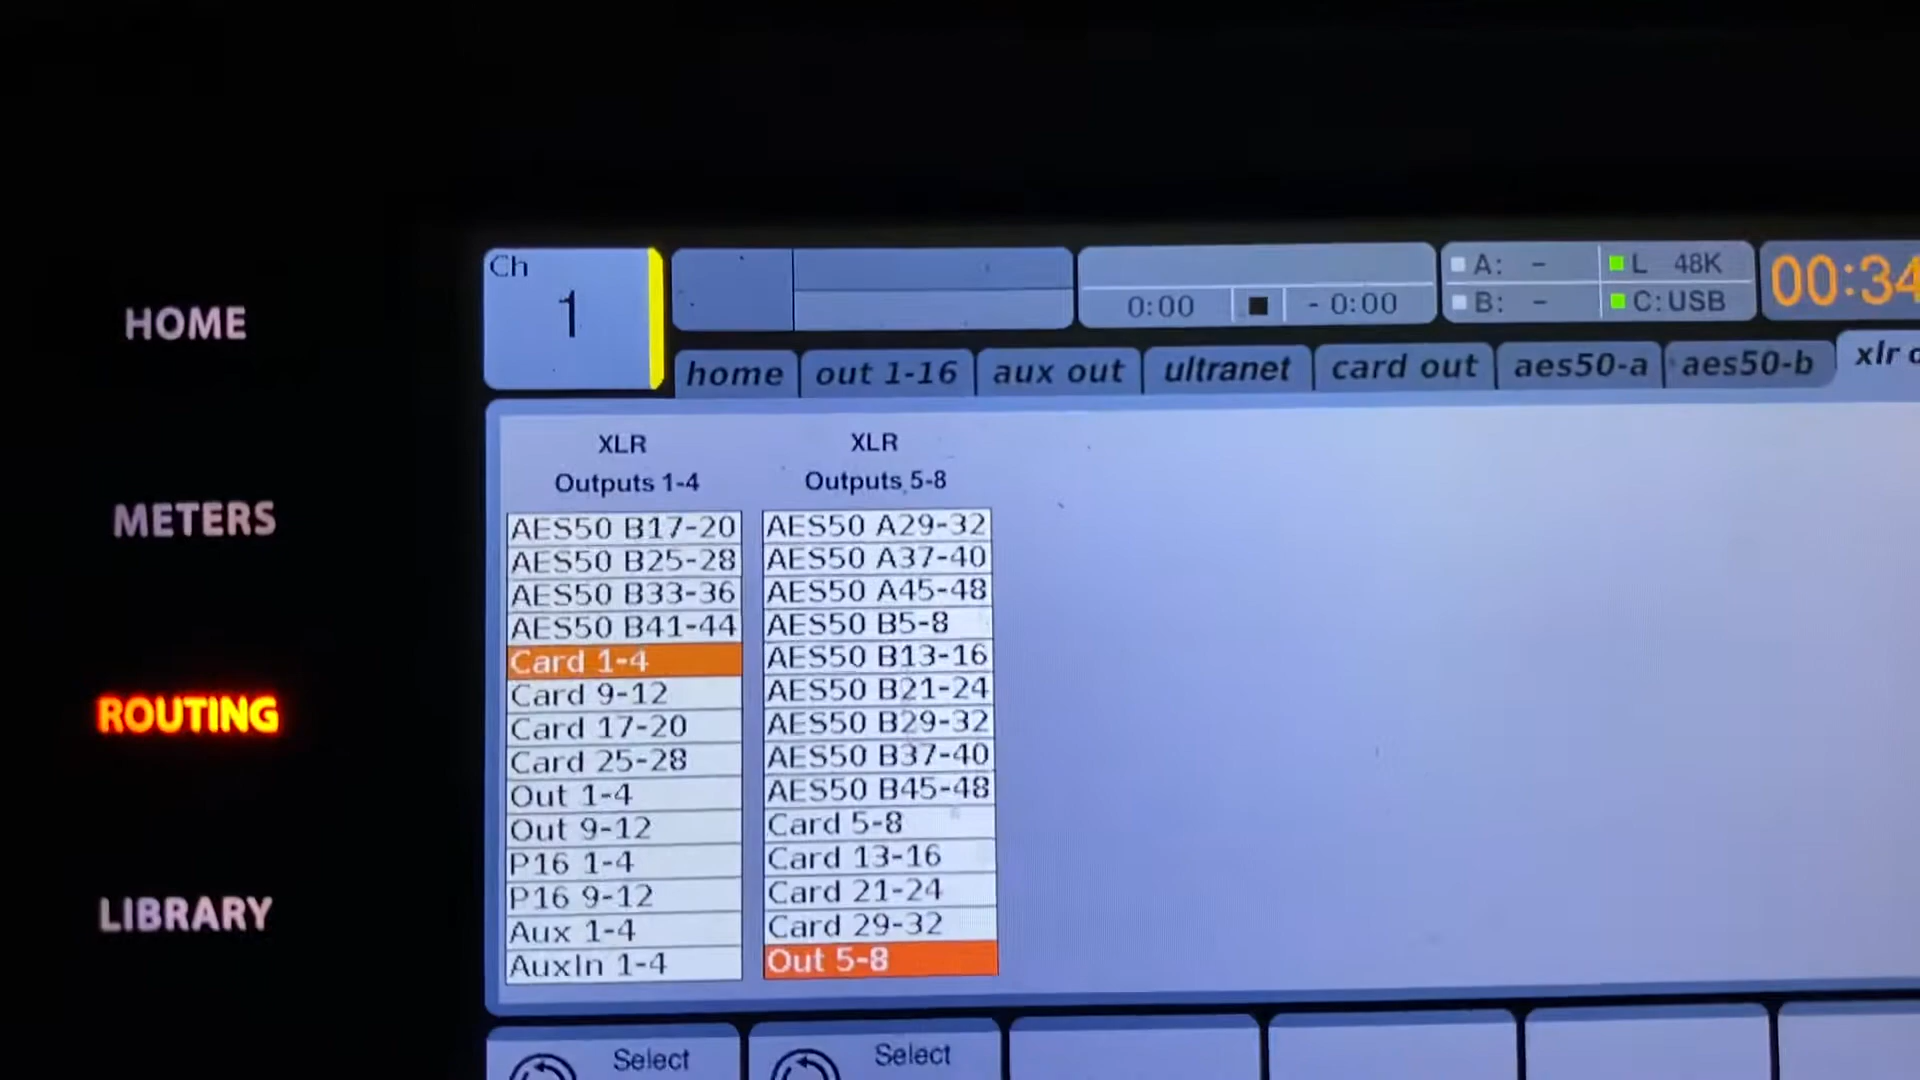 HOME
METERS
ROUTING
LIBRARY
Ch
1
0:00 - 0:00
A: - L 48K
B: - C:USB
00:34
home out 1-16 aux out ultranet card out aes50-a aes50-b xlr
XLR
Outputs 1-4
AES50 B17-20
AES50 B25-28
AES50 B33-36
AES50 B41-44
Card 1-4
Card 9-12
Card 17-20
Card 25-28
Out 1-4
Out 9-12
P16 1-4
P16 9-12
Aux 1-4
AuxIn 1-4
XLR
Outputs 5-8
AES50 A29-32
AES50 A37-40
AES50 A45-48
AES50 B5-8
AES50 B13-16
AES50 B21-24
AES50 B29-32
AES50 B37-40
AES50 B45-48
Card 5-8
Card 13-16
Card 21-24
Card 29-32
Out 5-8
Select
Select